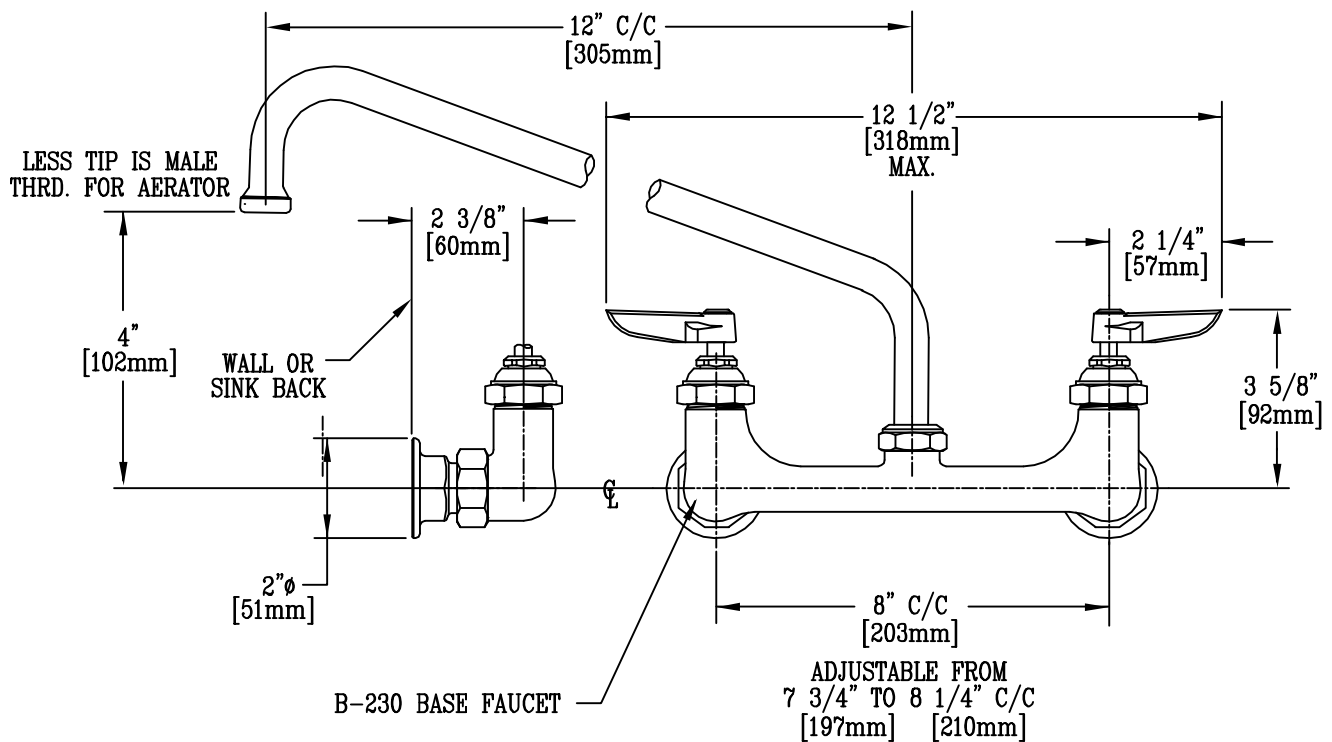 12" C/C
[305mm]
12 1/2"
[318mm]
MAX.
LESS TIP IS MALE
THRD. FOR AERATOR
2 3/8"
[60mm]
2 1/4"
[57mm]
4"
[102mm]
WALL OR
SINK BACK
3 5/8"
[92mm]
CL
2"ø
[51mm]
8" C/C
[203mm]
ADJUSTABLE FROM
7 3/4" TO 8 1/4" C/C
[197mm] [210mm]
B-230 BASE FAUCET